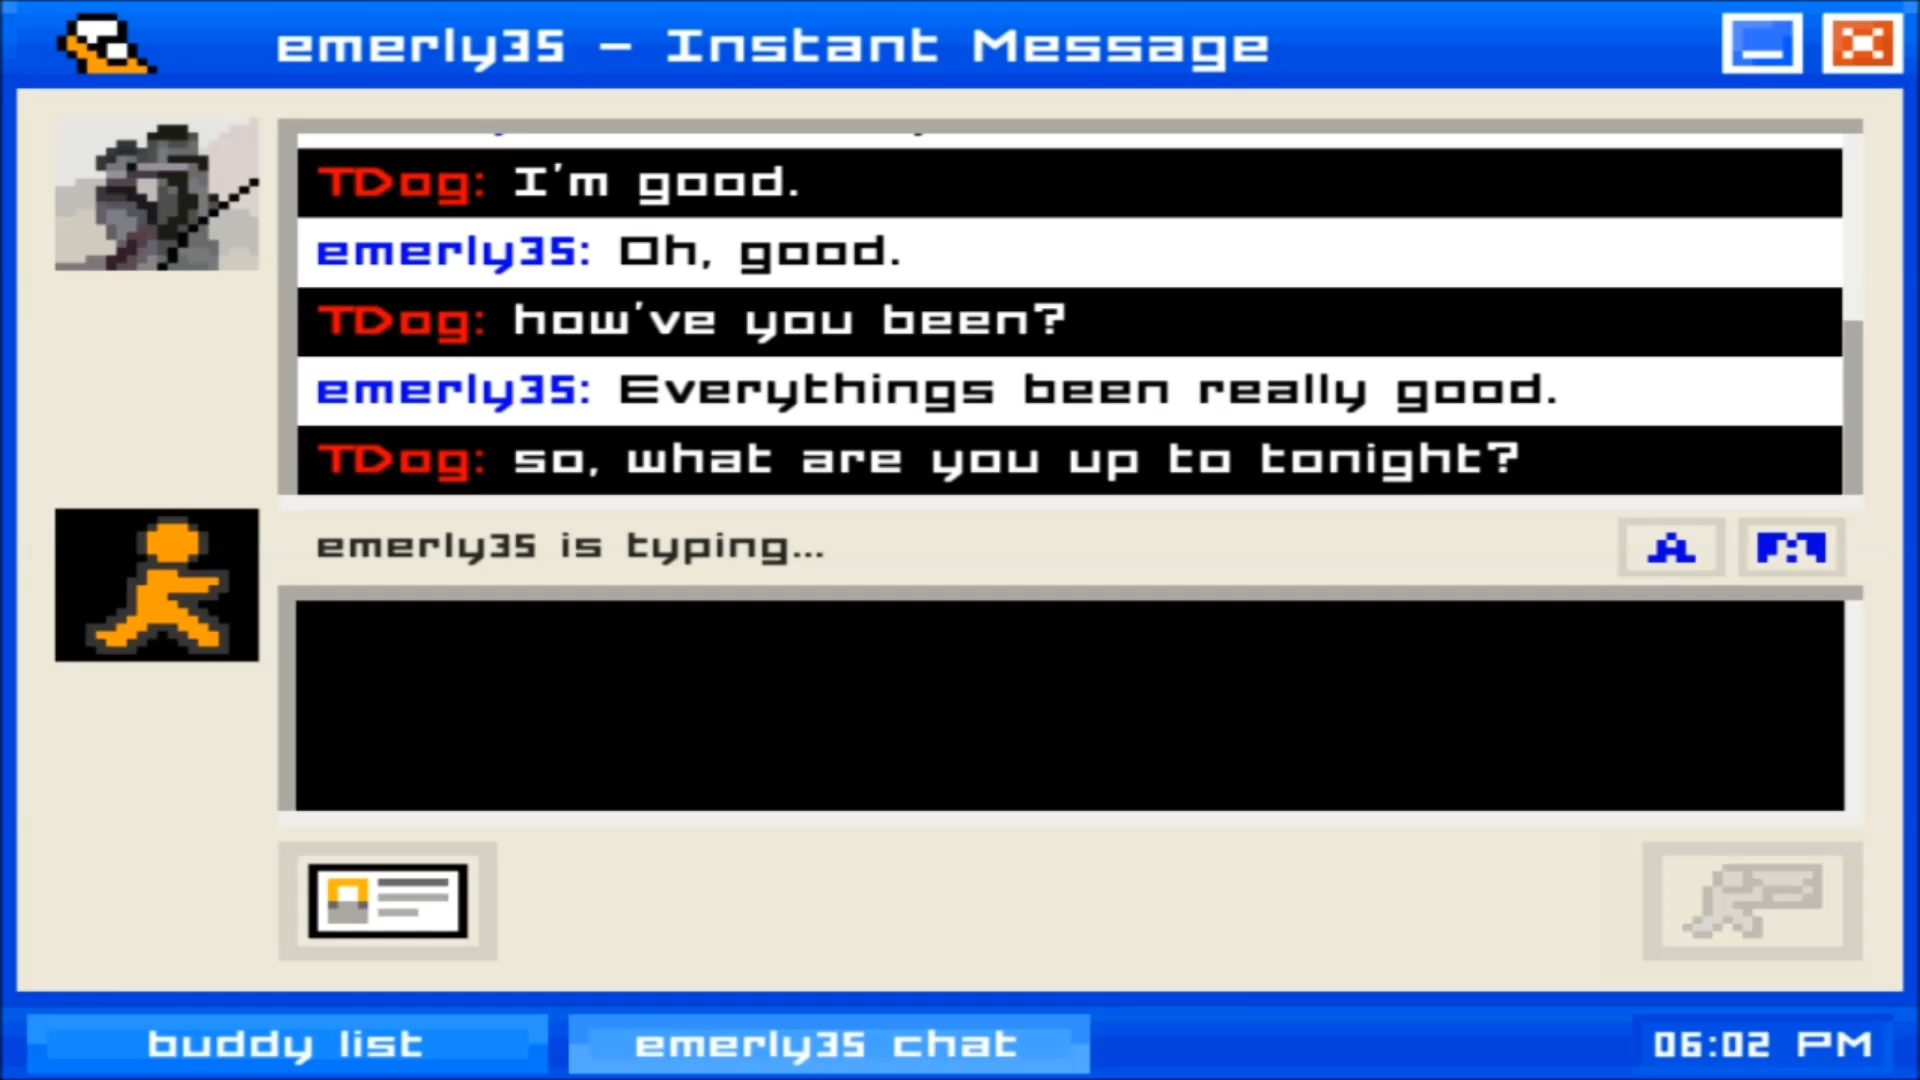 emerly35 - Instant Message
TDog: I'm good.
emerly35: Oh, good.
TDog: how've you been?
emerly35: Everythings been really good.
TDog: so, what are you up to tonight?
emerly35 is typing...
A A
buddy list
emerly35 chat
06:02 PM